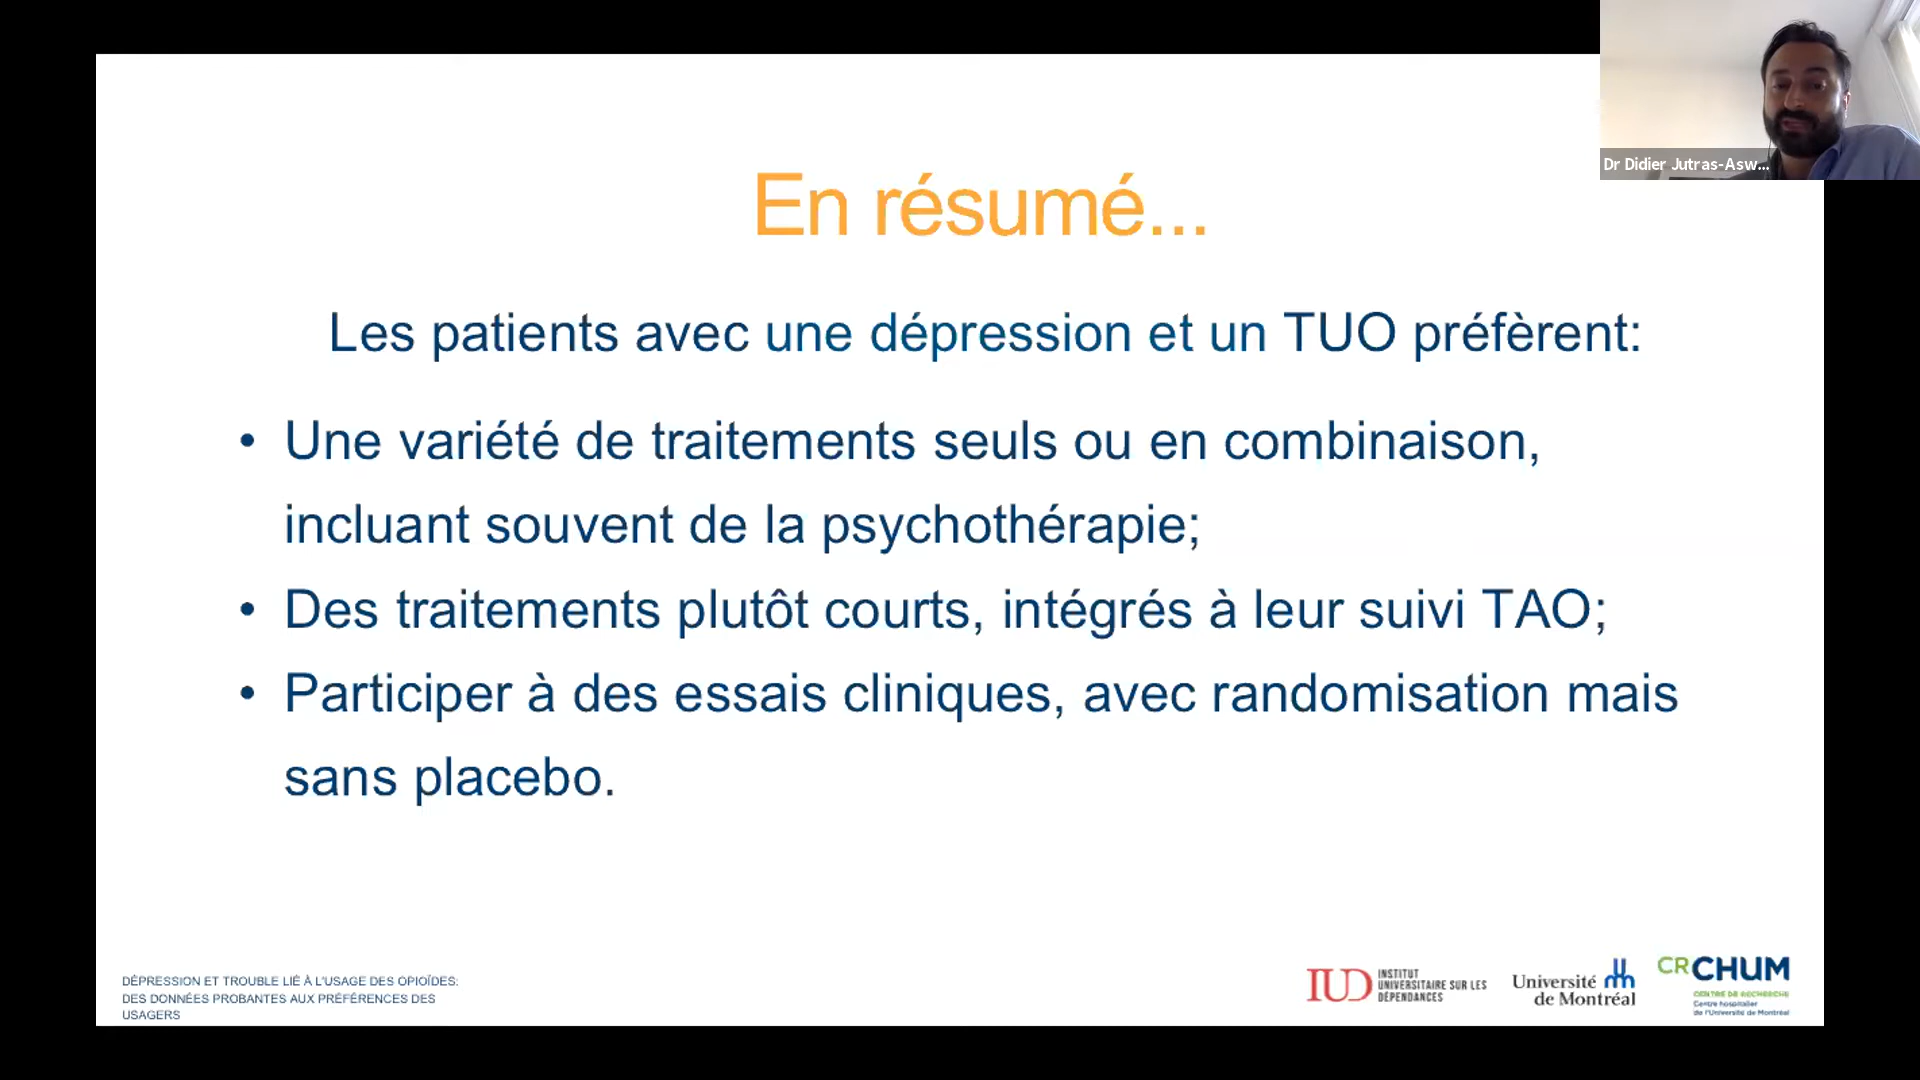 Dr Didier Jutras-Asw...
En résumé...
Les patients avec une dépression et un TUO préfèrent:
• Une variété de traitements seuls ou en combinaison,
incluant souvent de la psychothérapie;
• Des traitements plutôt courts, intégrés à leur suivi TAO;
• Participer à des essais cliniques, avec randomisation mais
sans placebo.
DÉPRESSION ET TROUBLE LIÉ À L'USAGE DES OPIOÏDES:
DES DONNÉES PROBANTES AUX PRÉFÉRENCES DES
USAGERS
IUD
INSTITUT
UNIVERSITAIRE SUR LES
DÉPENDANCES
Université
de Montréal
CRCHUM
CENTRE DE RECHERCHE
Centre hospitalier
de l'Université de Montréal